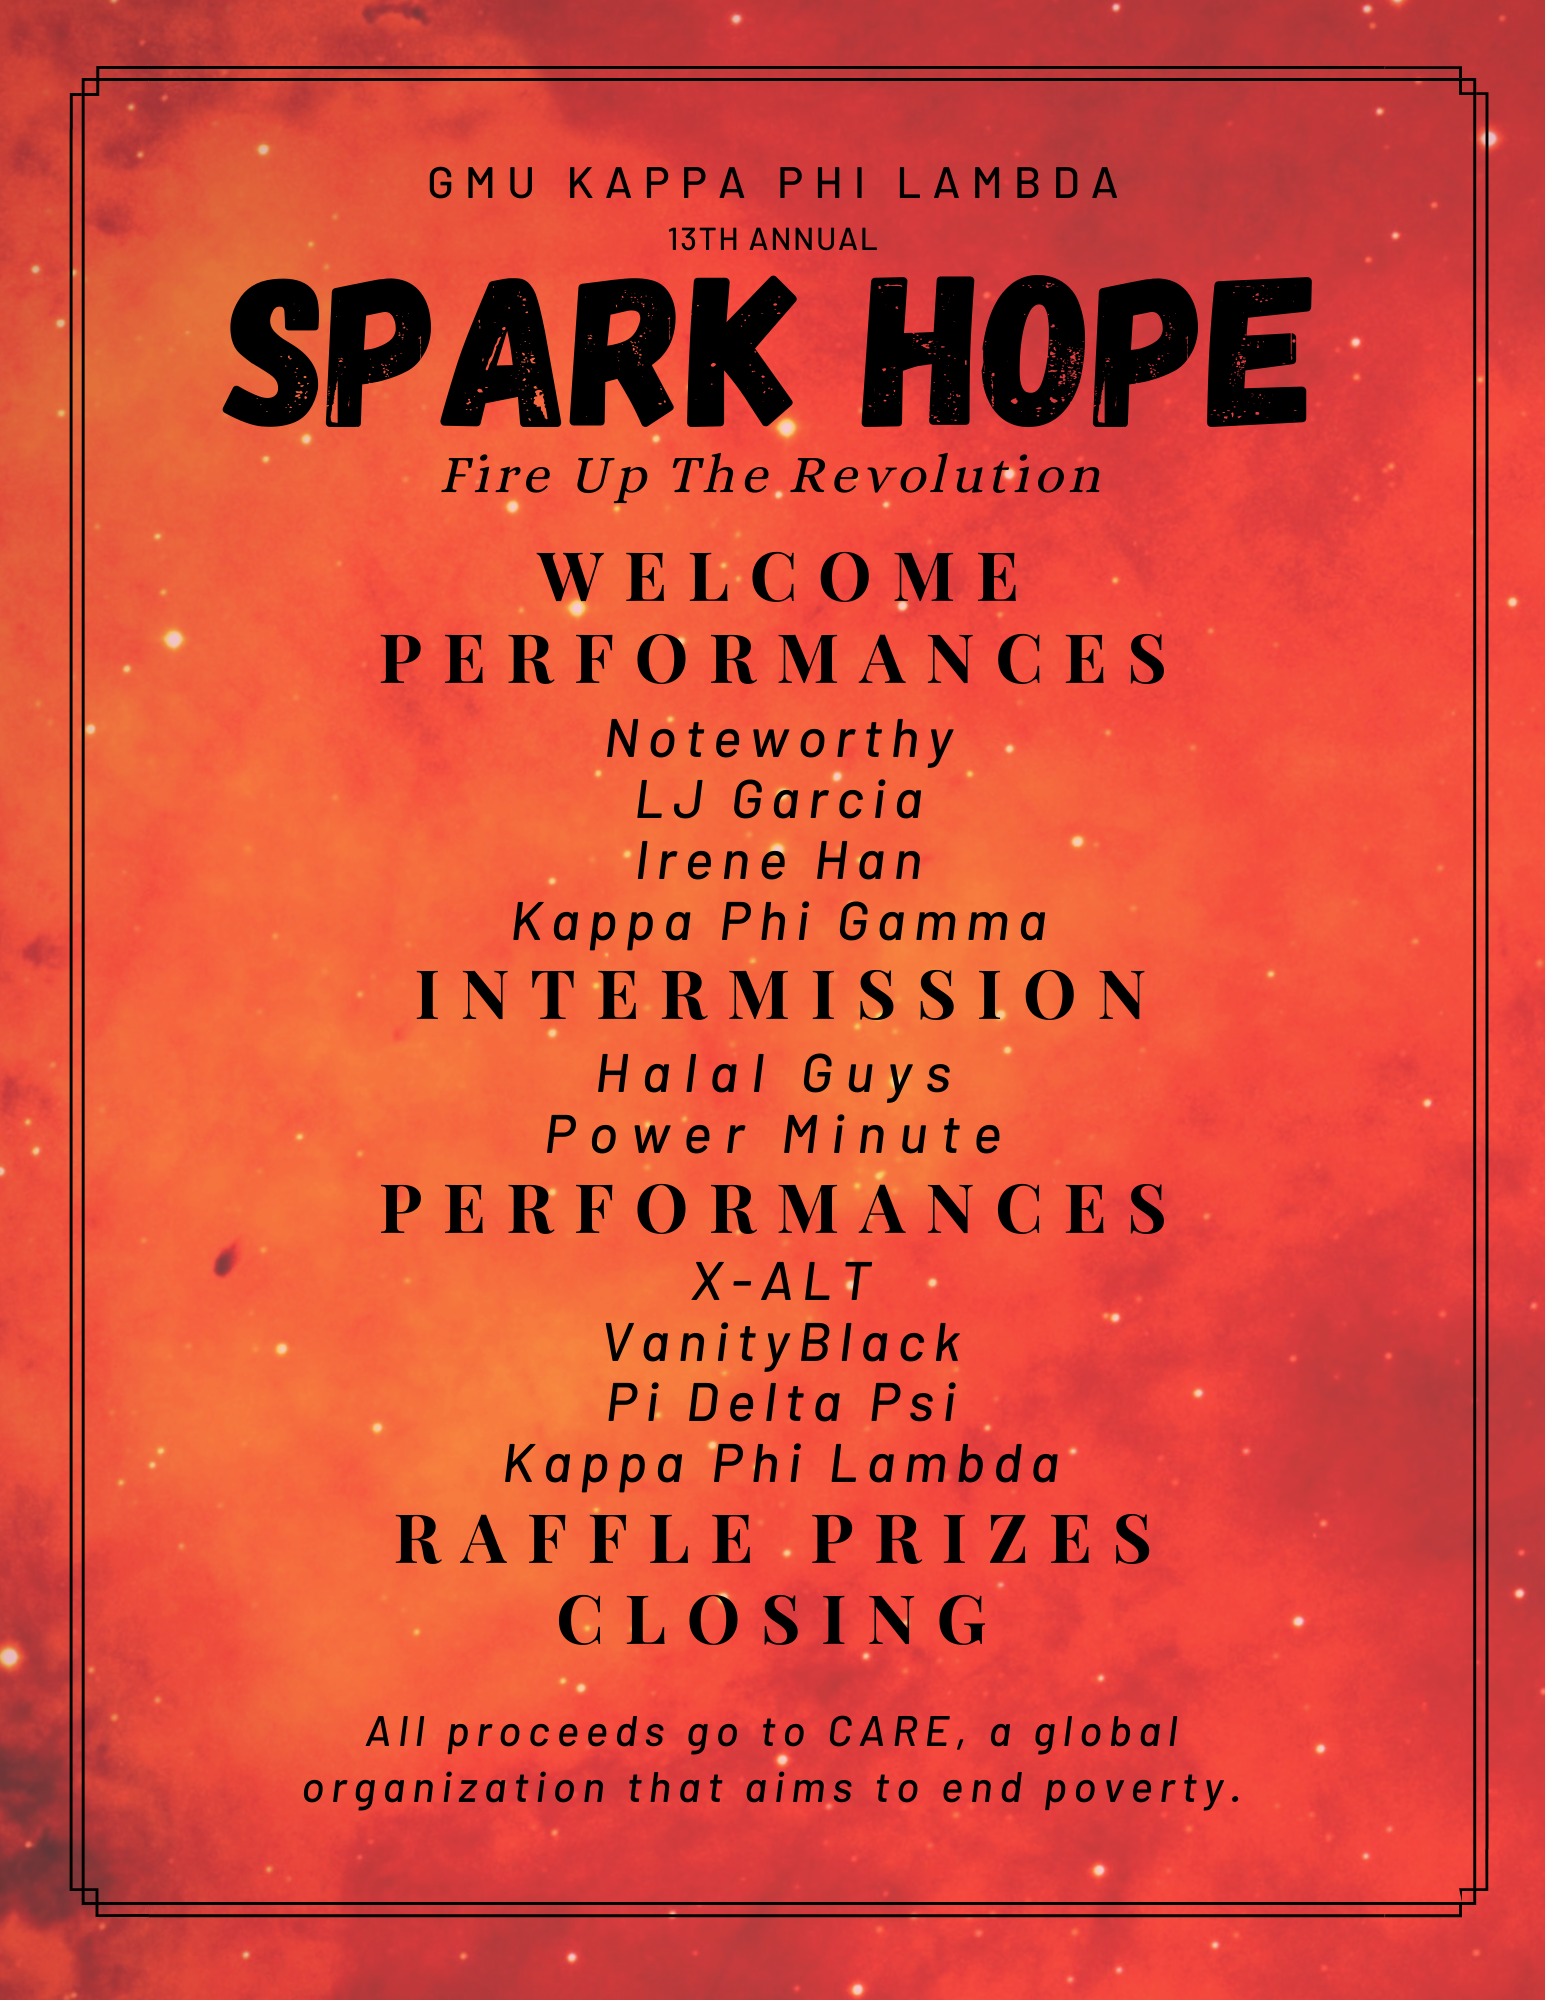 GMU KAPPA PHI LAMBDA
13TH ANNUAL
SPARK HOPE
Fire Up The Revolution
WELCOME
PERFORMANCES
Noteworthy
LJ Garcia
Irene Han
Kappa Phi Gamma
INTERMISSION
Halal Guys
Power Minute
PERFORMANCES
X-ALT
VanityBlack
Pi Delta Psi
Kappa Phi Lambda
RAFFLE PRIZES
CLOSING
All proceeds go to CARE, a global
organization that aims to end poverty.